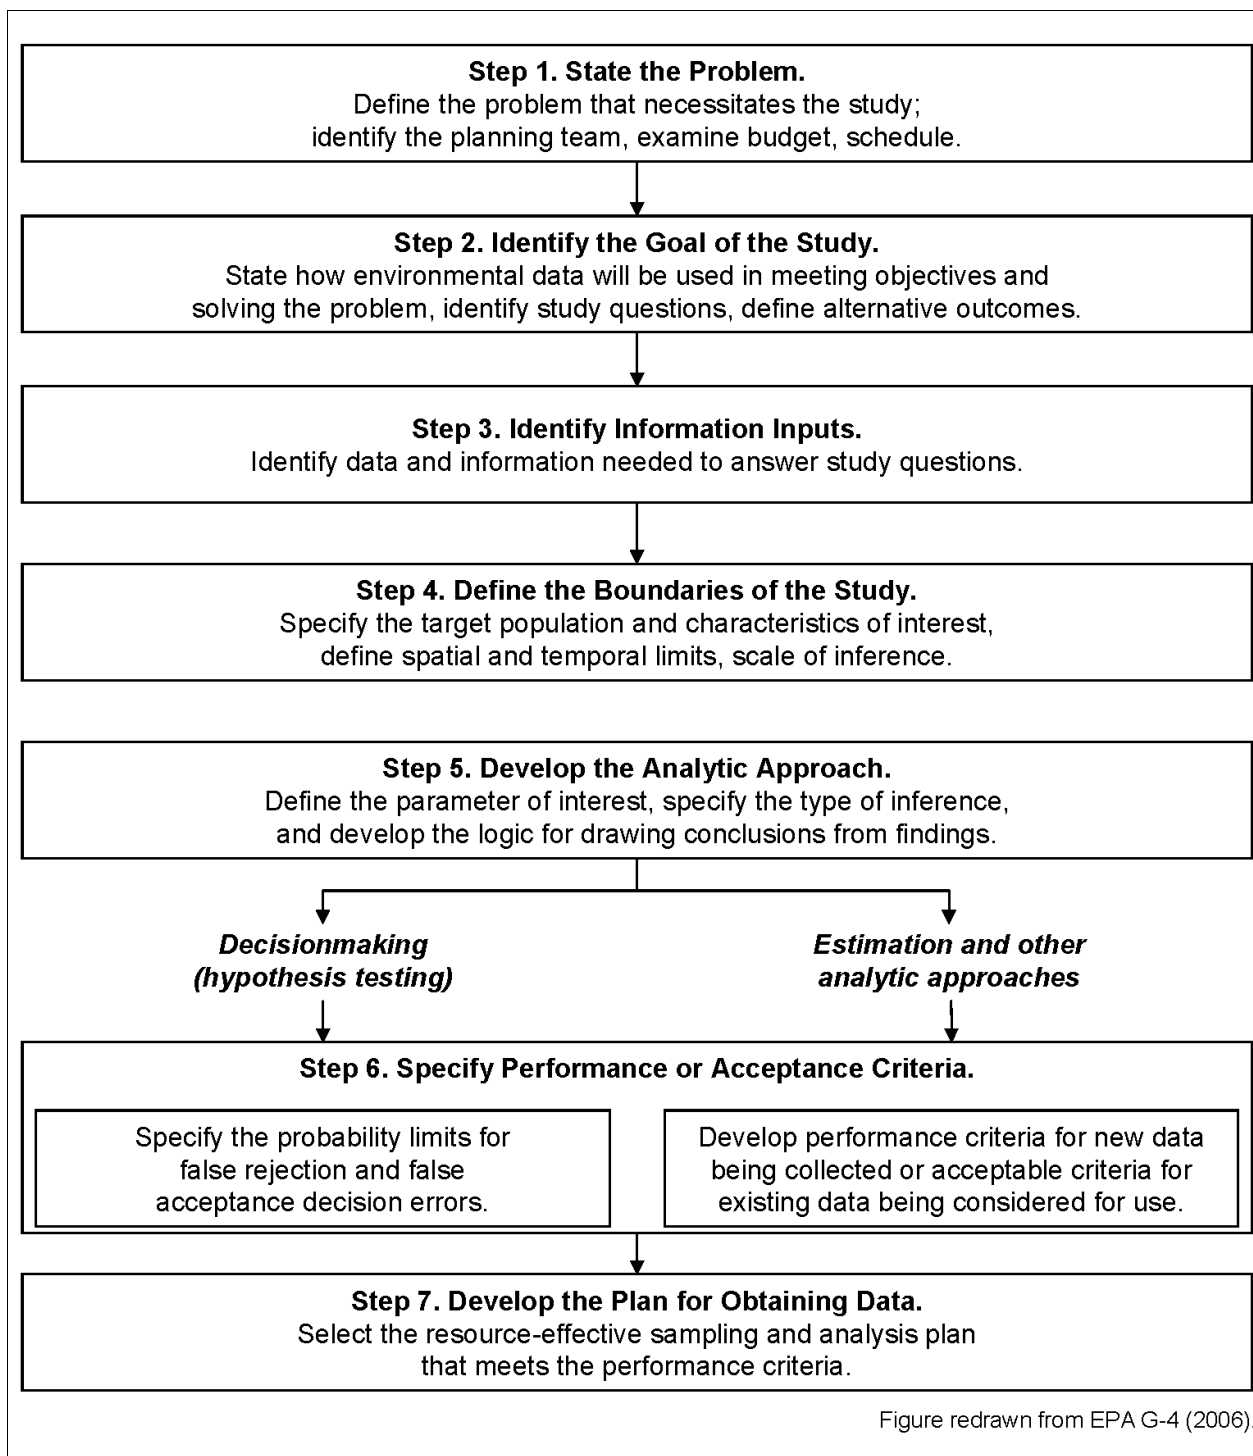 Step 1. State the Problem.
Define the problem that necessitates the study;
identify the planning team, examine budget, schedule.
Step 2. Identify the Goal of the Study.
State how environmental data will be used in meeting objectives and
solving the problem, identify study questions, define alternative outcomes.
Step 3. Identify Information Inputs.
Identify data and information needed to answer study questions.
Step 4. Define the Boundaries of the Study.
Specify the target population and characteristics of interest,
define spatial and temporal limits, scale of inference.
Step 5. Develop the Analytic Approach.
Define the parameter of interest, specify the type of inference,
and develop the logic for drawing conclusions from findings.
Decisionmaking
(hypothesis testing)
Estimation and other
analytic approaches
Step 6. Specify Performance or Acceptance Criteria.
Specify the probability limits for
false rejection and false
acceptance decision errors.
Develop performance criteria for new data
being collected or acceptable criteria for
existing data being considered for use.
Step 7. Develop the Plan for Obtaining Data.
Select the resource-effective sampling and analysis plan
that meets the performance criteria.
Figure redrawn from EPA G-4 (2006).